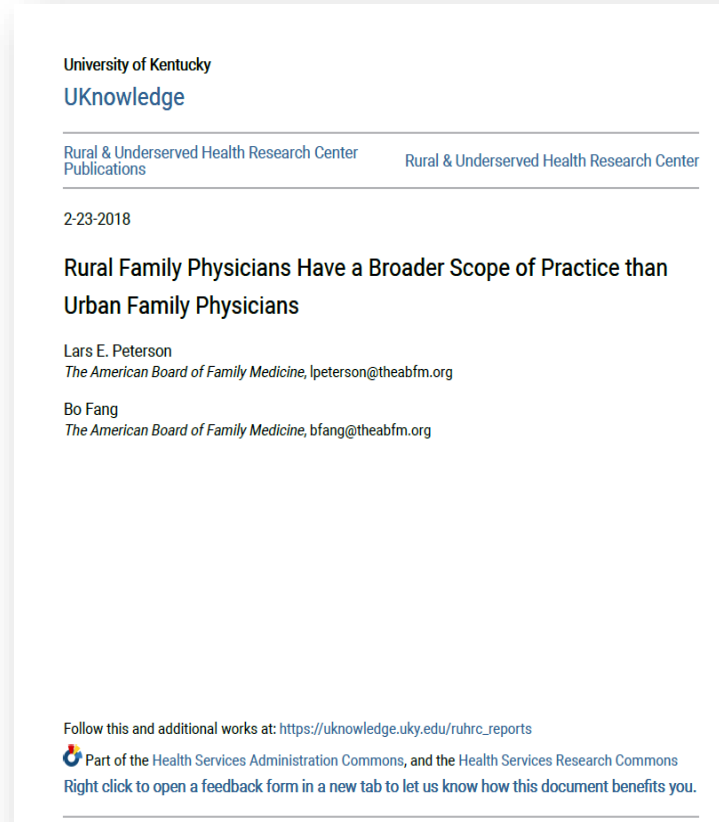 University of Kentucky
UKnowledge
Rural & Underserved Health Research Center
Publications
Rural & Underserved Health Research Center
2-23-2018
Rural Family Physicians Have a Broader Scope of Practice than
Urban Family Physicians
Lars E. Peterson
The American Board of Family Medicine, lpeterson@theabfm.org
Bo Fang
The American Board of Family Medicine, bfang@theabfm.org
Follow this and additional works at: https://uknowledge.uky.edu/ruhrc_reports
Part of the Health Services Administration Commons, and the Health Services Research Commons
Right click to open a feedback form in a new tab to let us know how this document benefits you.